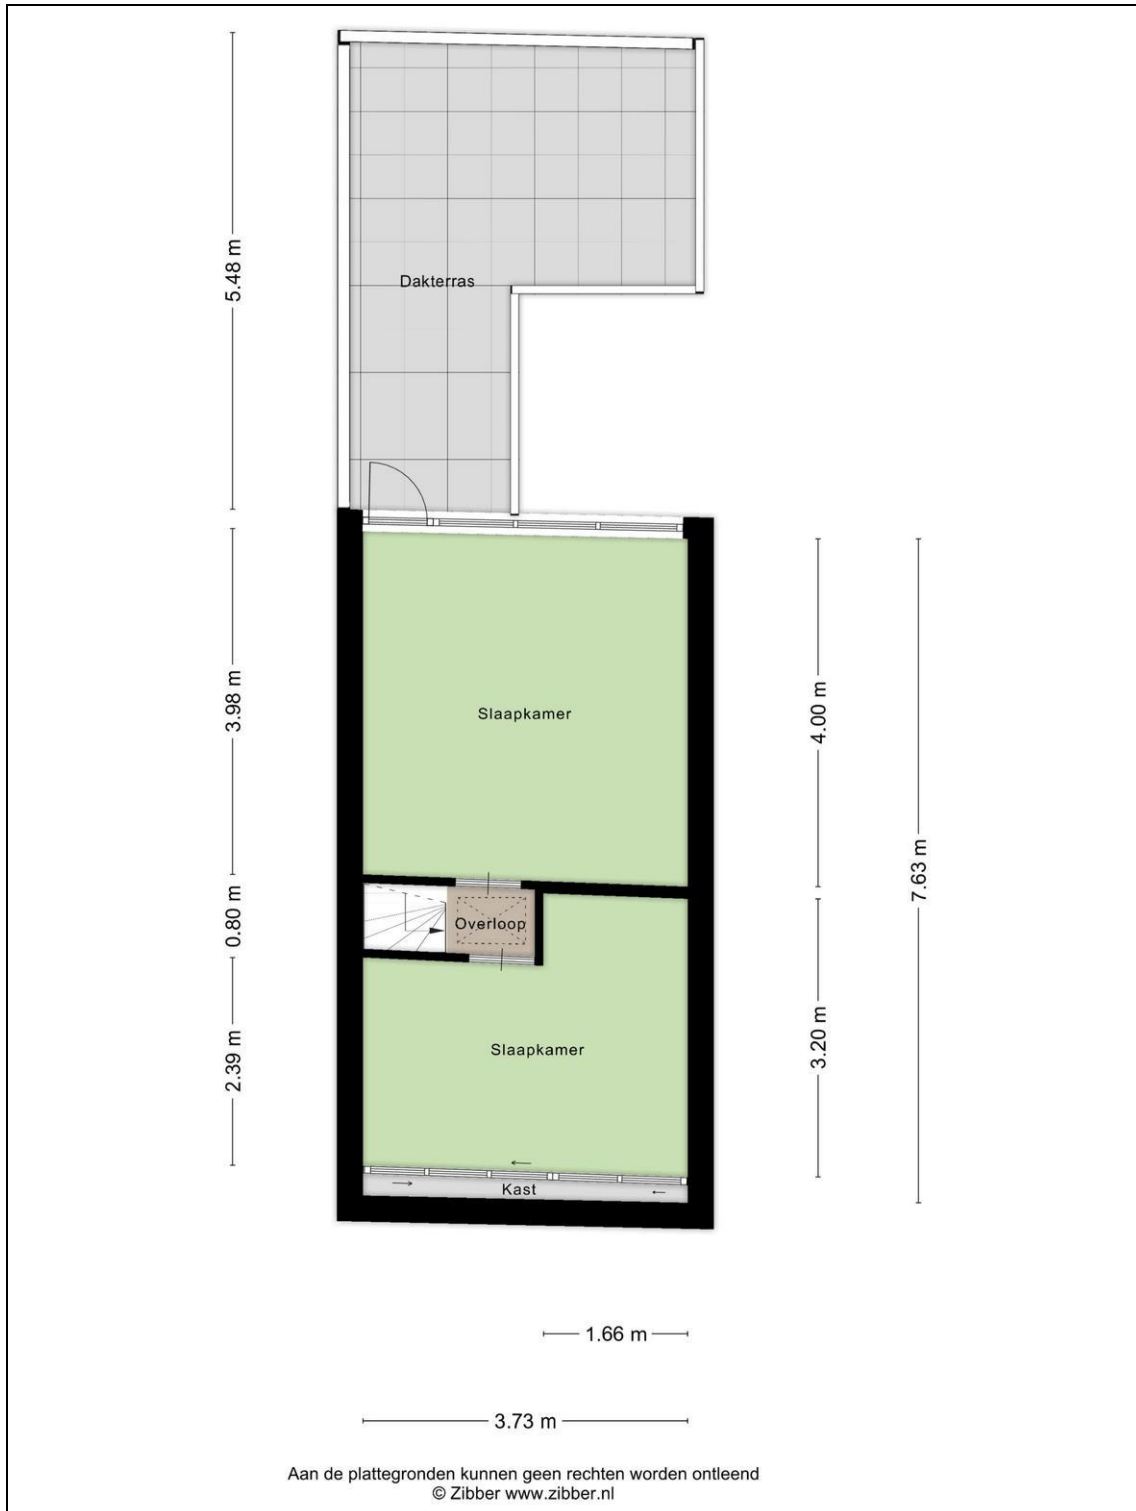 5.48 m
Dakterras
3.98 m
Slaapkamer
4.00 m
7.63 m
0.80 m
Overloop
2.39 m
Slaapkamer
3.20 m
Kast
1.66 m
3.73 m
Aan de plattegronden kunnen geen rechten worden ontleend
© Zibber www.zibber.nl